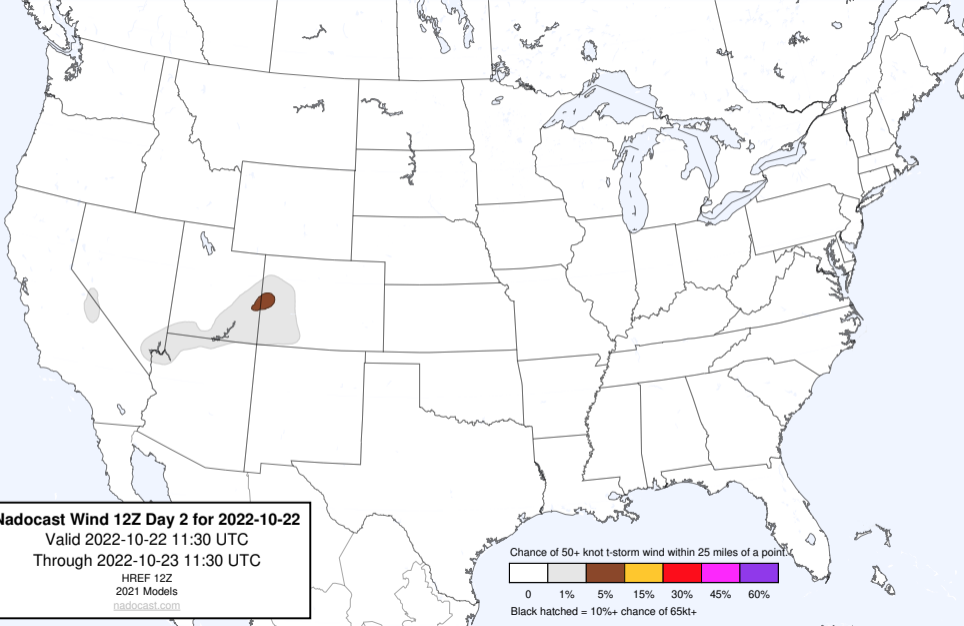 Nadocast Wind 12Z Day 2 for 2022-10-22
Valid 2022-10-22 11:30 UTC
Through 2022-10-23 11:30 UTC
HREF 12Z
2021 Models
nadocast.com
Chance of 50+ knot t-storm wind within 25 miles of a point.
0 1% 5% 15% 30% 45% 60%
Black hatched = 10%+ chance of 65kt+